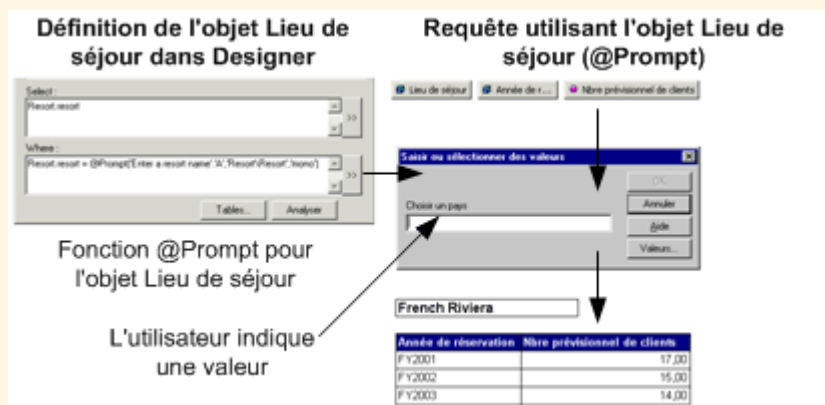 Définition de l'objet Lieu de
séjour dans Designer
Requête utilisant l'objet Lieu de
séjour (@Prompt)
Select :
Resort.resort
>>
Where :
Resort.resort = @Prompt('Enter a resort name','A','Resort\Resort','mono')
>>
Tables...
Analyser
Fonction @Prompt pour
l'objet Lieu de séjour
L'utilisateur indique
une valeur
Lieu de séjour
Année de r...
Nbre prévisionnel de clients
Saisir ou sélectionner des valeurs
OK
Choisir un pays
Annuler
Aide
Valeurs...
French Riviera
Année de réservation Nbre prévisionnel de clients
FY2001 17,00
FY2002 15,00
FY2003 14,00